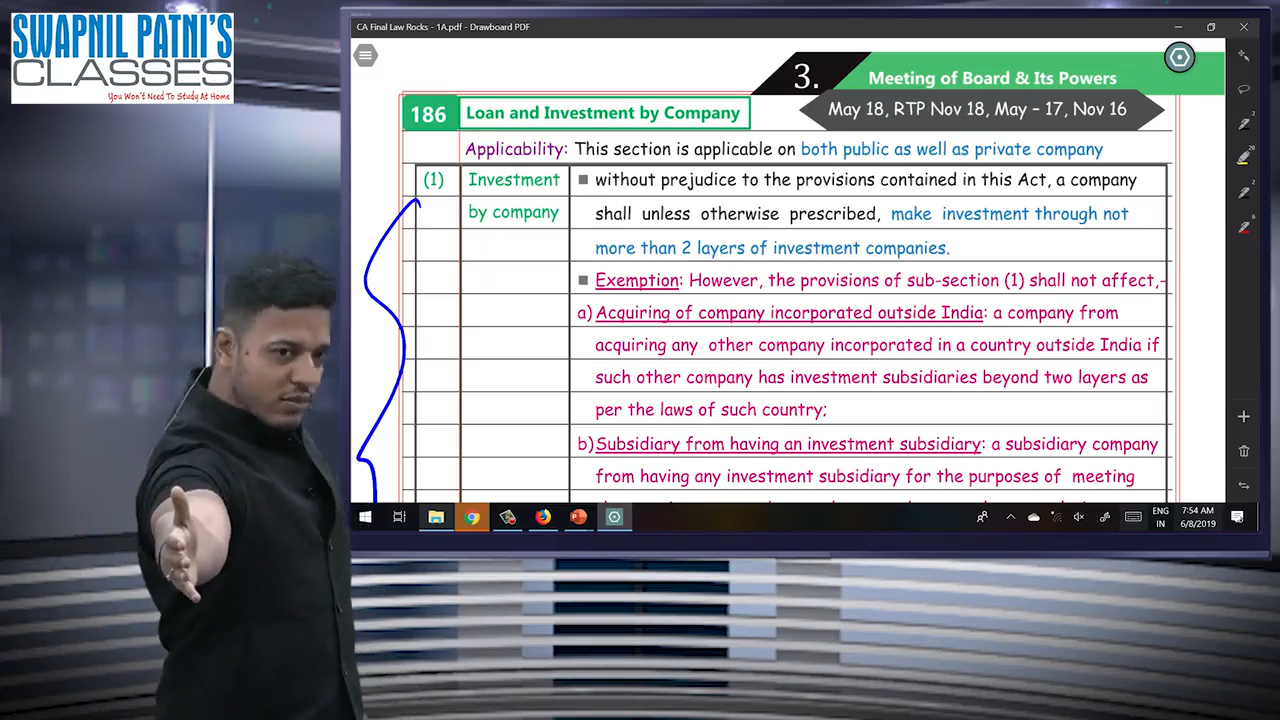 SWAPNIL PATNI'S
CLASSES
You Won't Need To Study At Home
CA Final Law Rocks - 1A.pdf - Drawboard PDF
3.
Meeting of Board & Its Powers
May 18, RTP Nov 18, May – 17, Nov 16
186 Loan and Investment by Company
Applicability: This section is applicable on both public as well as private company
(1) Investment by company
■ without prejudice to the provisions contained in this Act, a company
shall unless otherwise prescribed, make investment through not
more than 2 layers of investment companies.
■ Exemption: However, the provisions of sub-section (1) shall not affect,-
a) Acquiring of company incorporated outside India: a company from
acquiring any other company incorporated in a country outside India if
such other company has investment subsidiaries beyond two layers as
per the laws of such country;
b) Subsidiary from having an investment subsidiary: a subsidiary company
from having any investment subsidiary for the purposes of meeting
ENG
IN
7:54 AM
6/8/2019